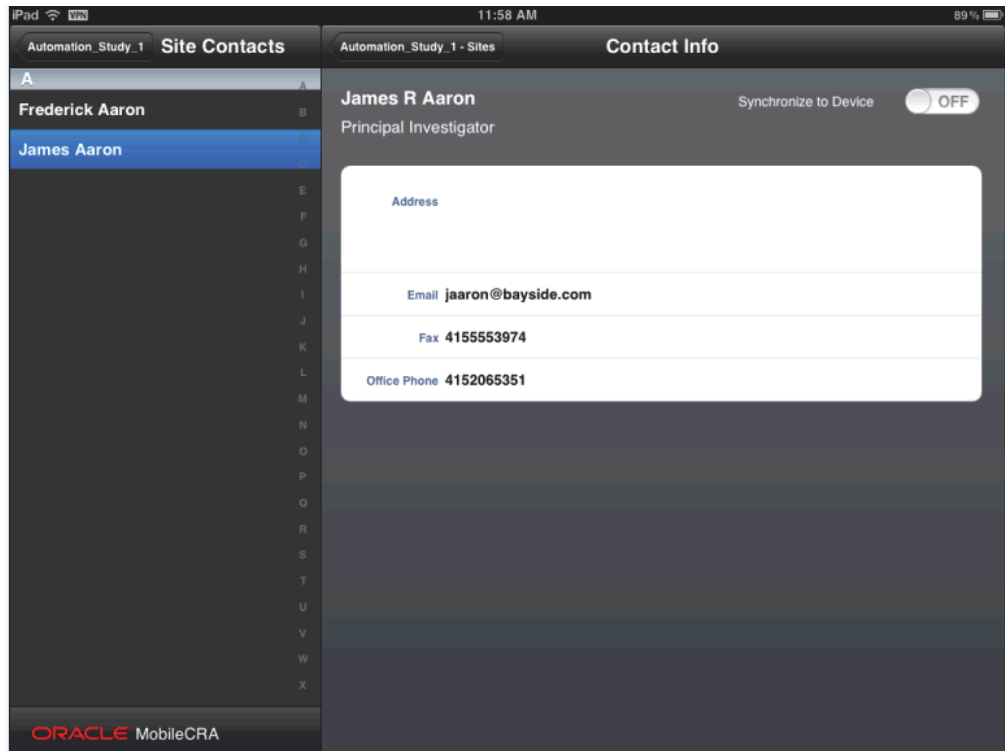 iPad VPN 11:58 AM 89%
Automation_Study_1 Site Contacts
Automation_Study_1 - Sites Contact Info
A
Frederick Aaron
James Aaron
A
B
C
D
E
F
G
H
I
J
K
L
M
N
O
P
Q
R
S
T
U
V
W
X
James R Aaron
Synchronize to Device OFF
Principal Investigator
Address
Email jaaron@bayside.com
Fax 4155553974
Office Phone 4152065351
ORACLE MobileCRA